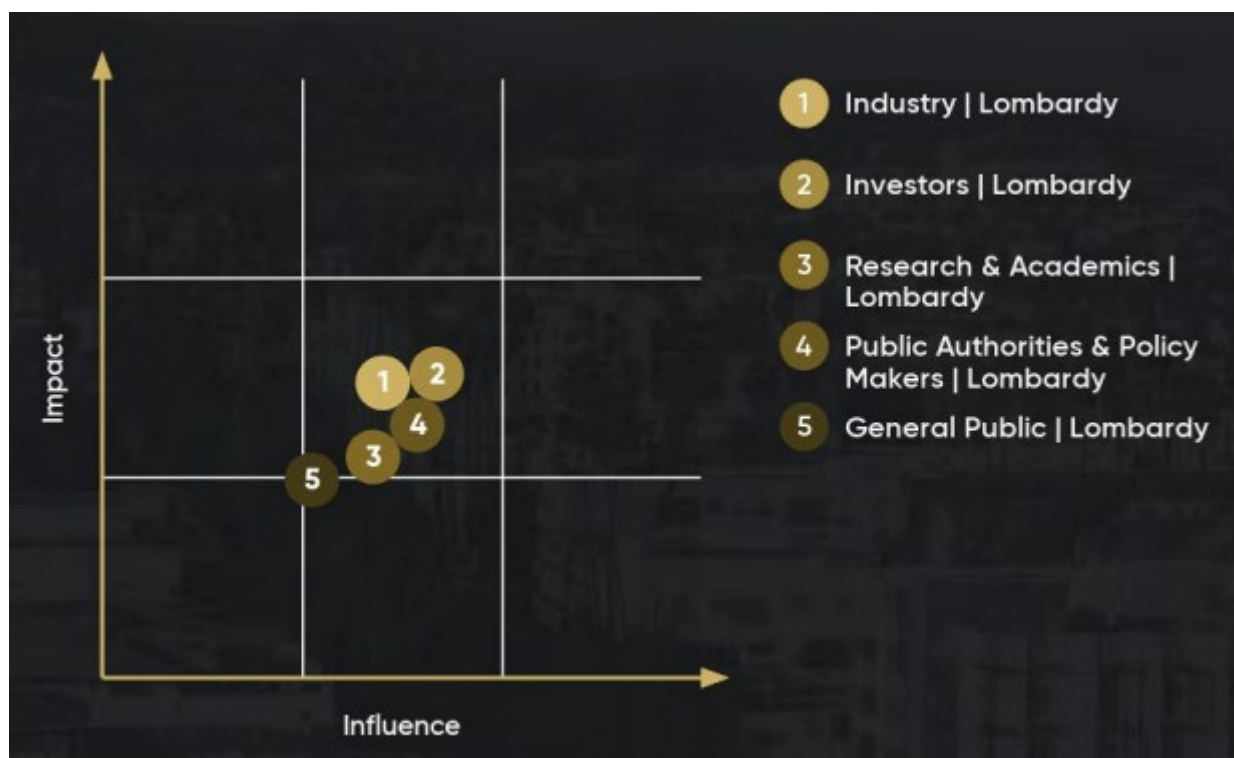 1 Industry | Lombardy
2 Investors | Lombardy
3 Research & Academics |
Lombardy
4 Public Authorities & Policy
Makers | Lombardy
5 General Public | Lombardy
Impact
1
2
4
3
5
Influence